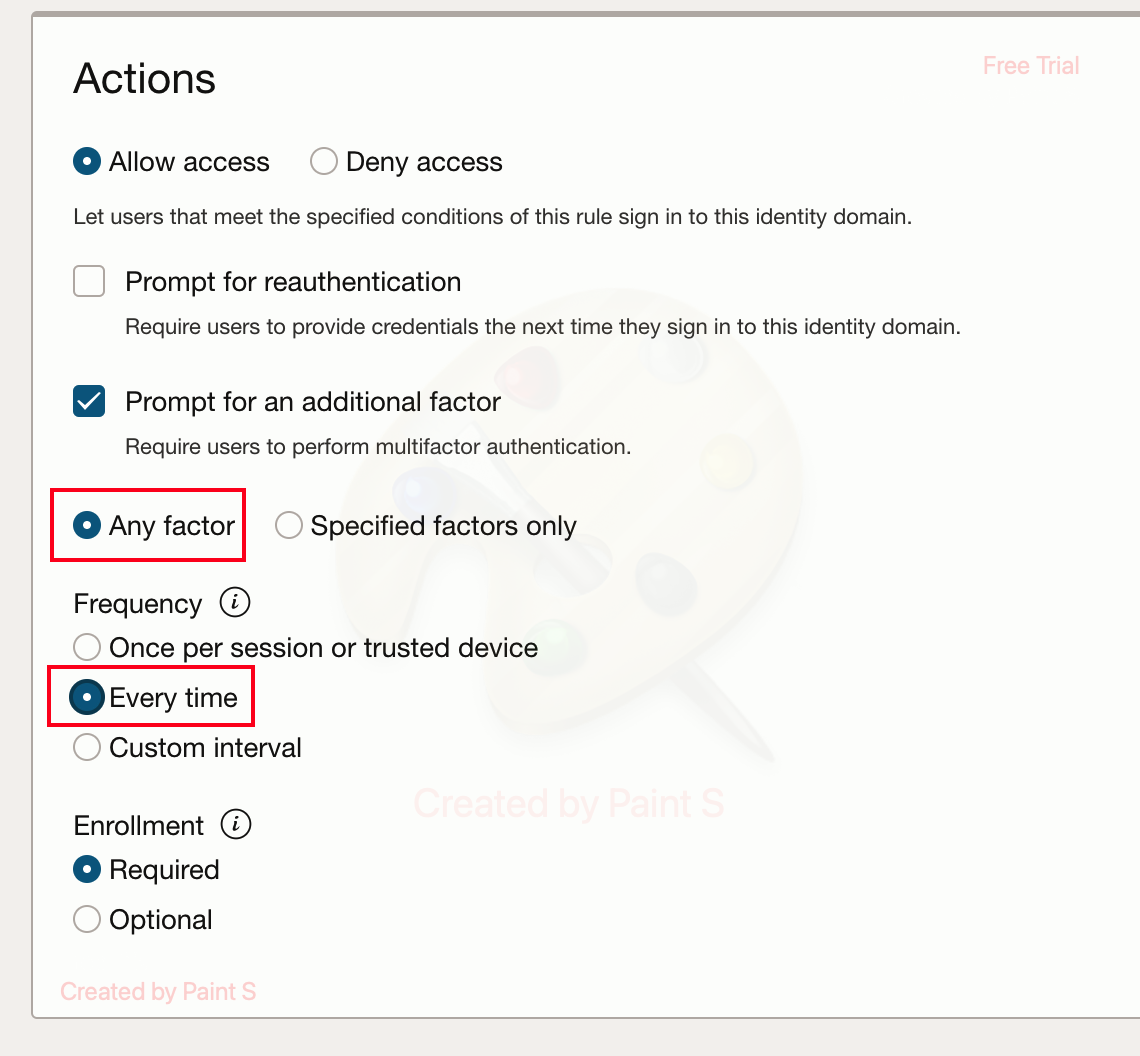 Actions
Free Trial
Allow access Deny access
Let users that meet the specified conditions of this rule sign in to this identity domain.
Prompt for reauthentication
Require users to provide credentials the next time they sign in to this identity domain.
Prompt for an additional factor
Require users to perform multifactor authentication.
Any factor Specified factors only
Frequency i
Once per session or trusted device
Every time
Custom interval
Created by Paint S
Enrollment i
Required
Optional
Created by Paint S